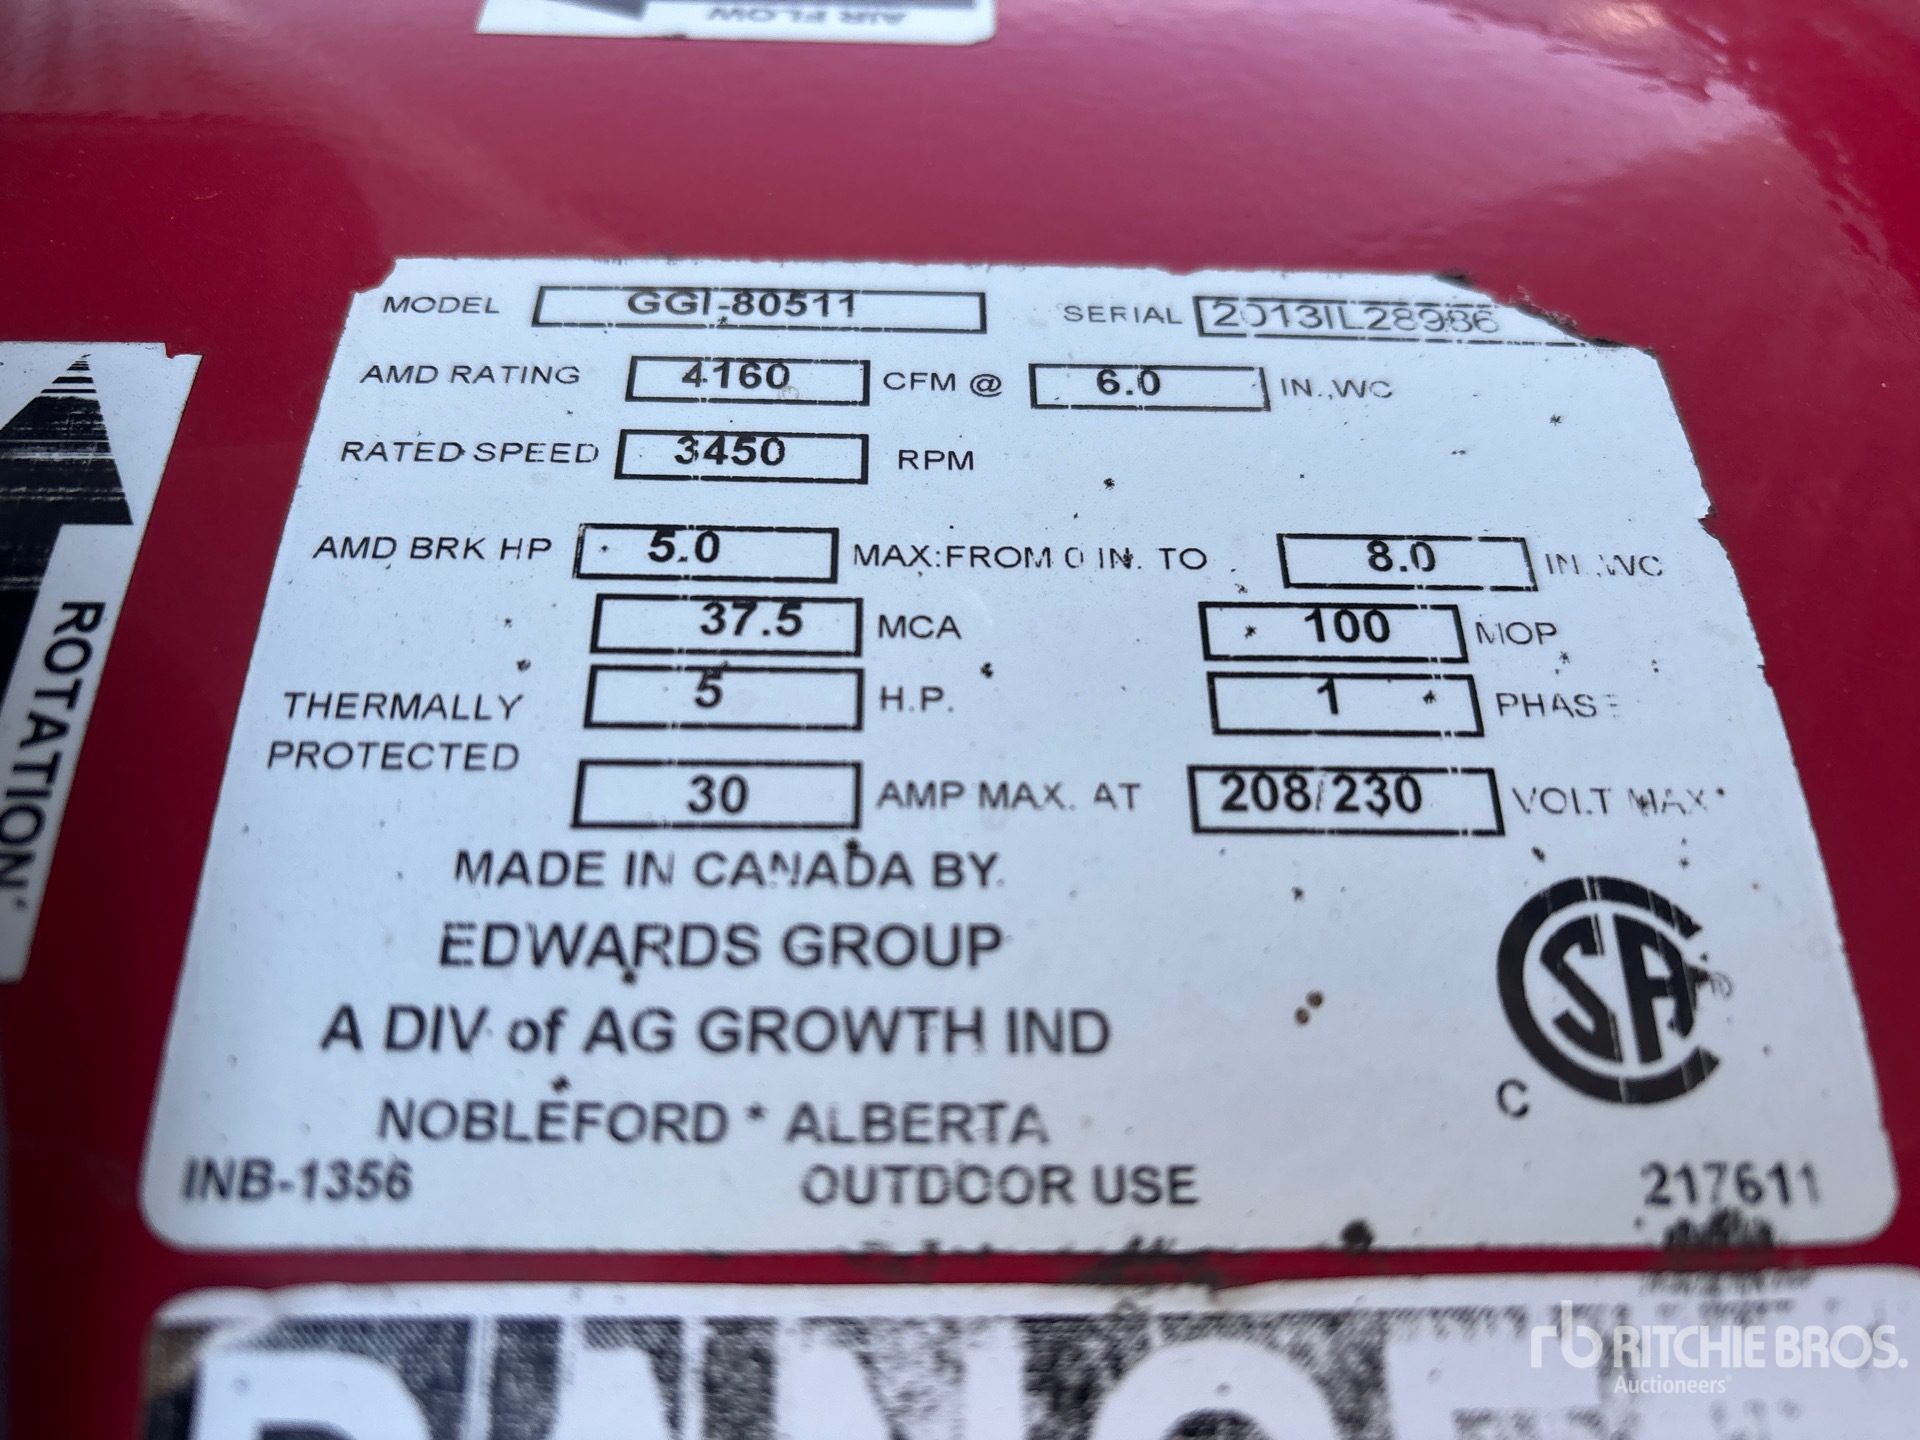 AIR FLOW
MODEL GGI-80511 SERIAL 2013IL28986
AMD RATING 4160 CFM @ 6.0 IN.,WC
RATED SPEED 3450 RPM
AMD BRK HP 5.0 MAX:FROM 0 IN. TO 8.0 IN.,WC
37.5 MCA 100 MOP
THERMALLY 5 H.P. 1 PHASE
PROTECTED
30 AMP MAX. AT 208/230 VOLT MAX
MADE IN CANADA BY
EDWARDS GROUP
A DIV of AG GROWTH IND
NOBLEFORD * ALBERTA
INB-1356 OUTDOOR USE 217611
CSA
C
ROTATION
RITCHIE BROS.
Auctioneers